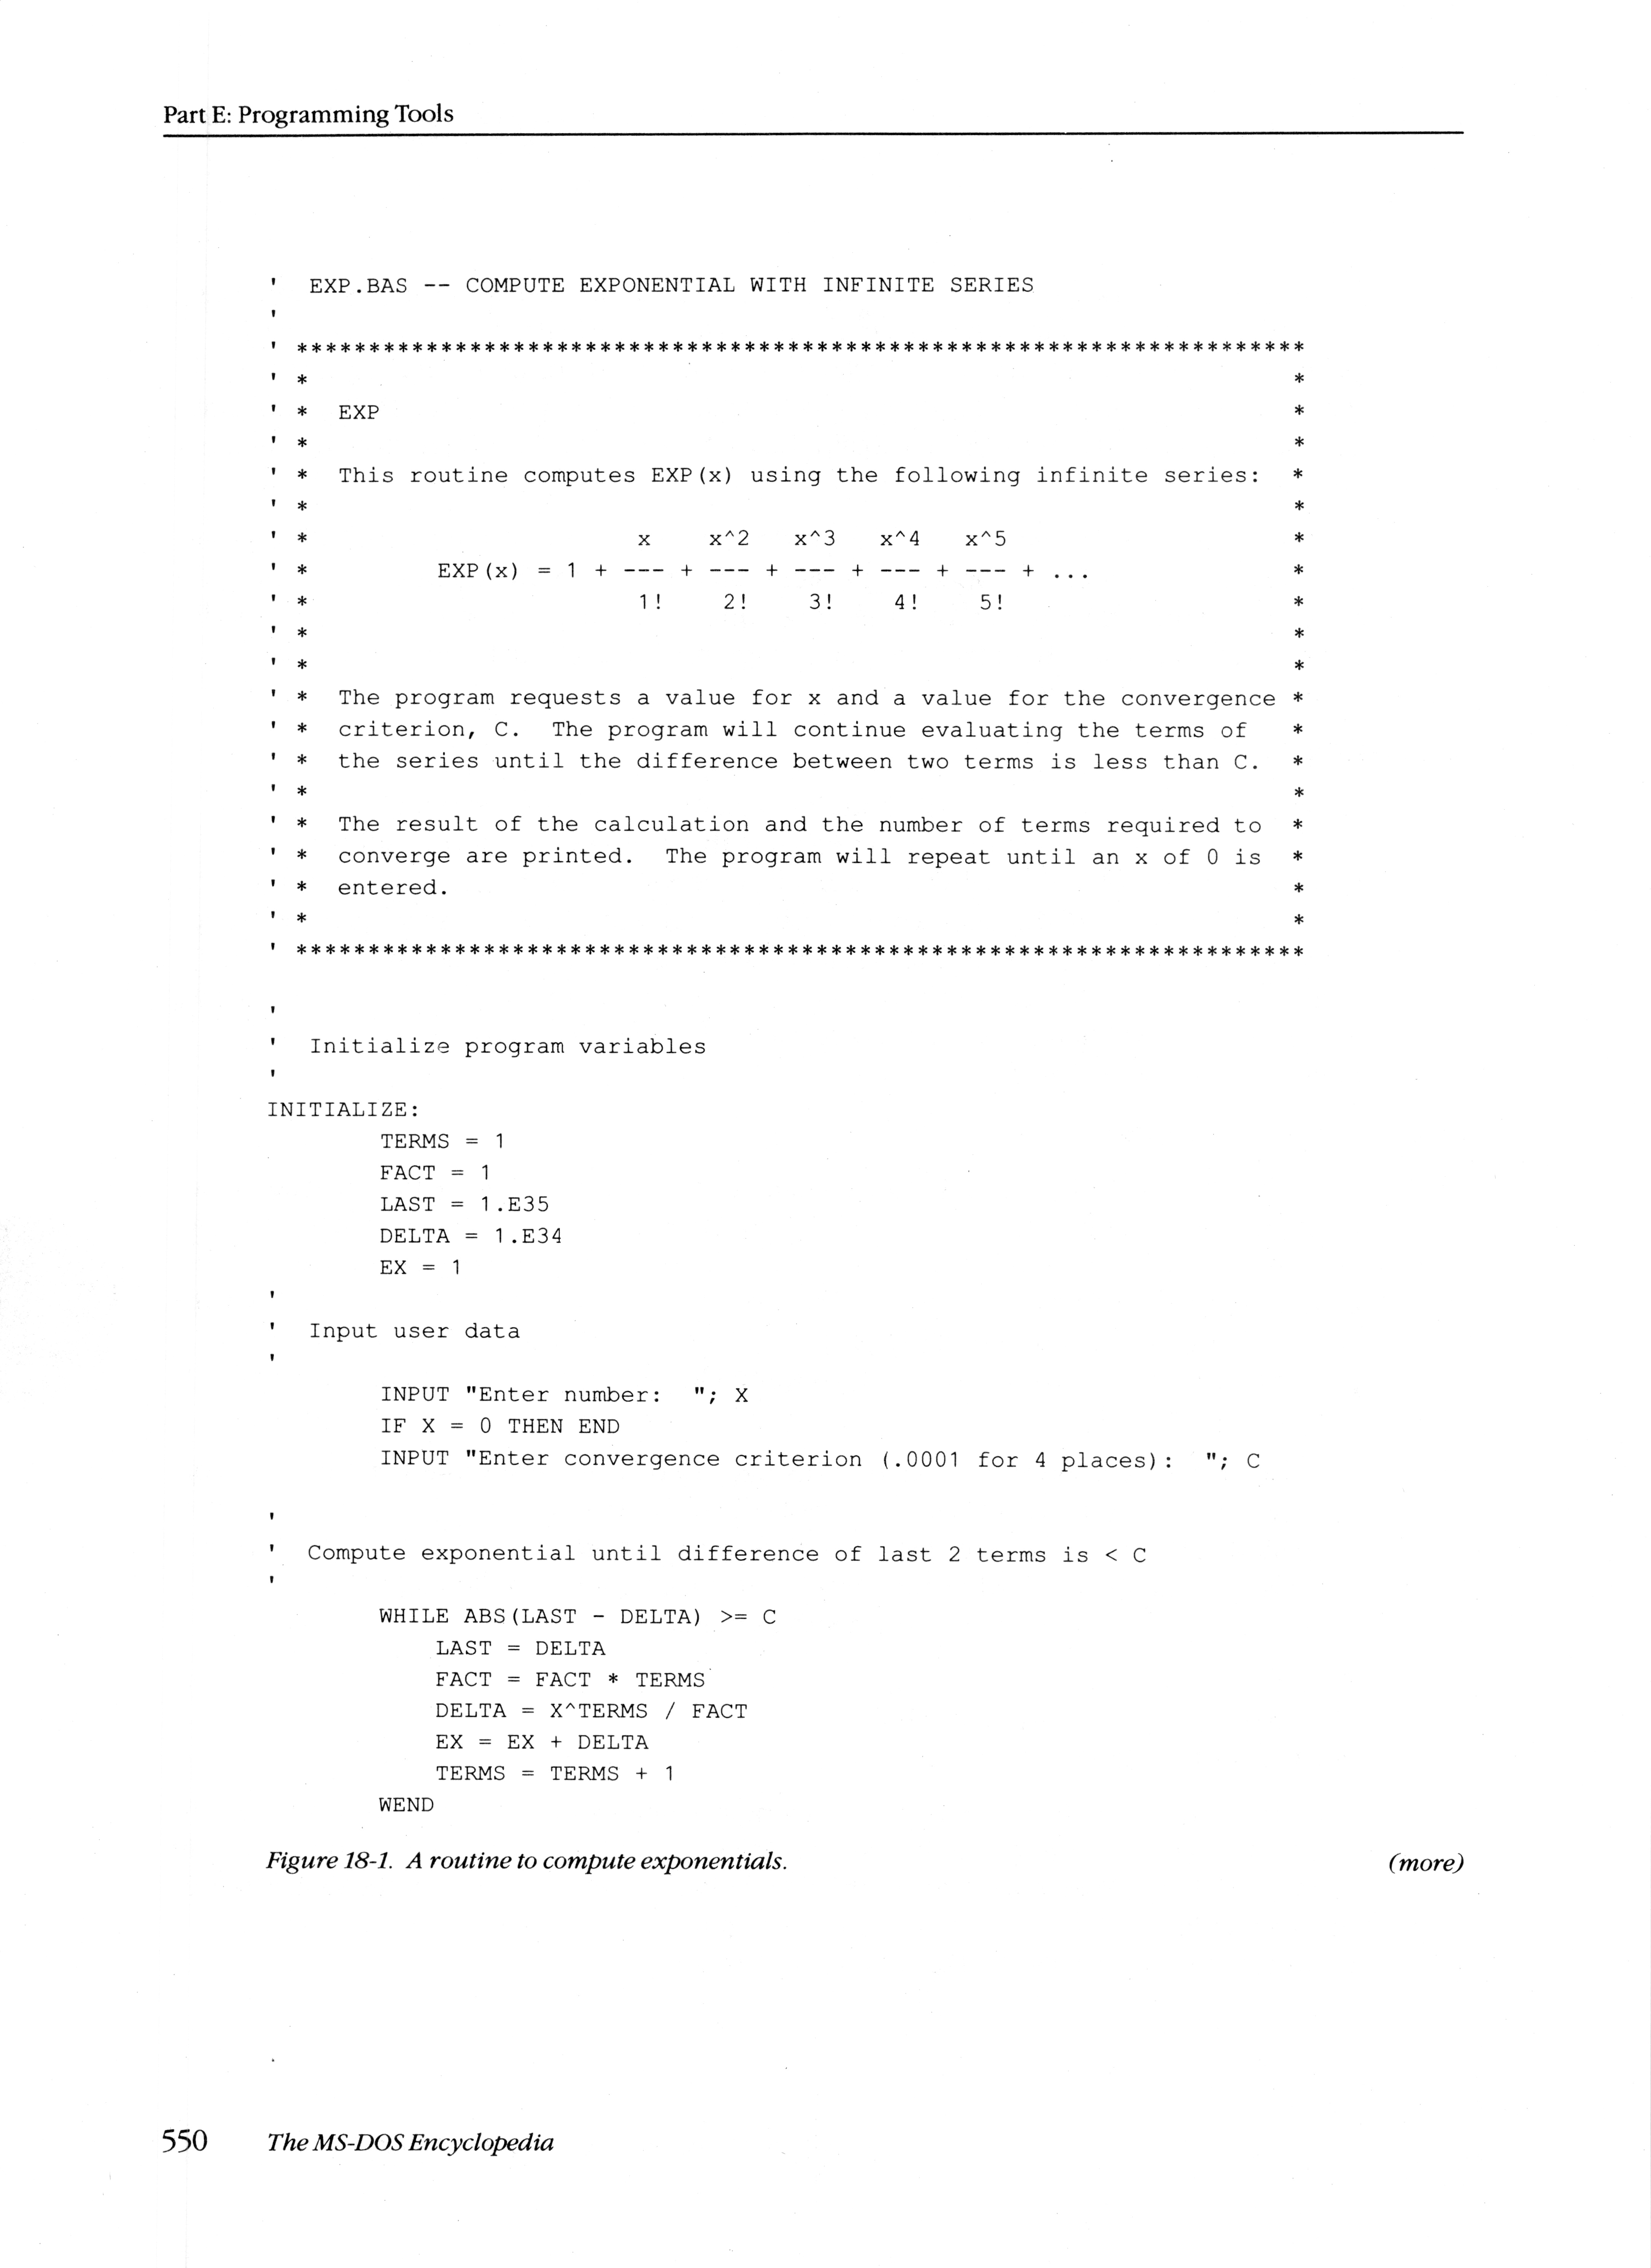 Part E: Programming Tools
'   EXP.BAS -- COMPUTE EXPONENTIAL WITH INFINITE SERIES
'
' **********************************************************************
' *                                                                    *
' *  EXP                                                               *
' *                                                                    *
' *  This routine computes EXP(x) using the following infinite series: *
' *                                                                    *
' *                       x    x^2   x^3   x^4   x^5                   *
' *         EXP(x) = 1 + --- + --- + --- + --- + --- + ...             *
' *                       1!    2!    3!    4!    5!                   *
' *                                                                    *
' *                                                                    *
' *  The program requests a value for x and a value for the convergence *
' *  criterion, C.  The program will continue evaluating the terms of  *
' *  the series until the difference between two terms is less than C. *
' *                                                                    *
' *  The result of the calculation and the number of terms required to *
' *  converge are printed.  The program will repeat until an x of 0 is *
' *  entered.                                                          *
' *                                                                    *
' **********************************************************************
'
'   Initialize program variables
'
INITIALIZE:
TERMS = 1
FACT = 1
LAST = 1.E35
DELTA = 1.E34
EX = 1
'
'   Input user data
'
INPUT "Enter number:  "; X
IF X = 0 THEN END
INPUT "Enter convergence criterion (.0001 for 4 places):  "; C
'
'   Compute exponential until difference of last 2 terms is < C
'
WHILE ABS(LAST - DELTA) >= C
LAST = DELTA
FACT = FACT * TERMS
DELTA = X^TERMS / FACT
EX = EX + DELTA
TERMS = TERMS + 1
WEND
Figure 18-1. A routine to compute exponentials. (more)
550 The MS-DOS Encyclopedia